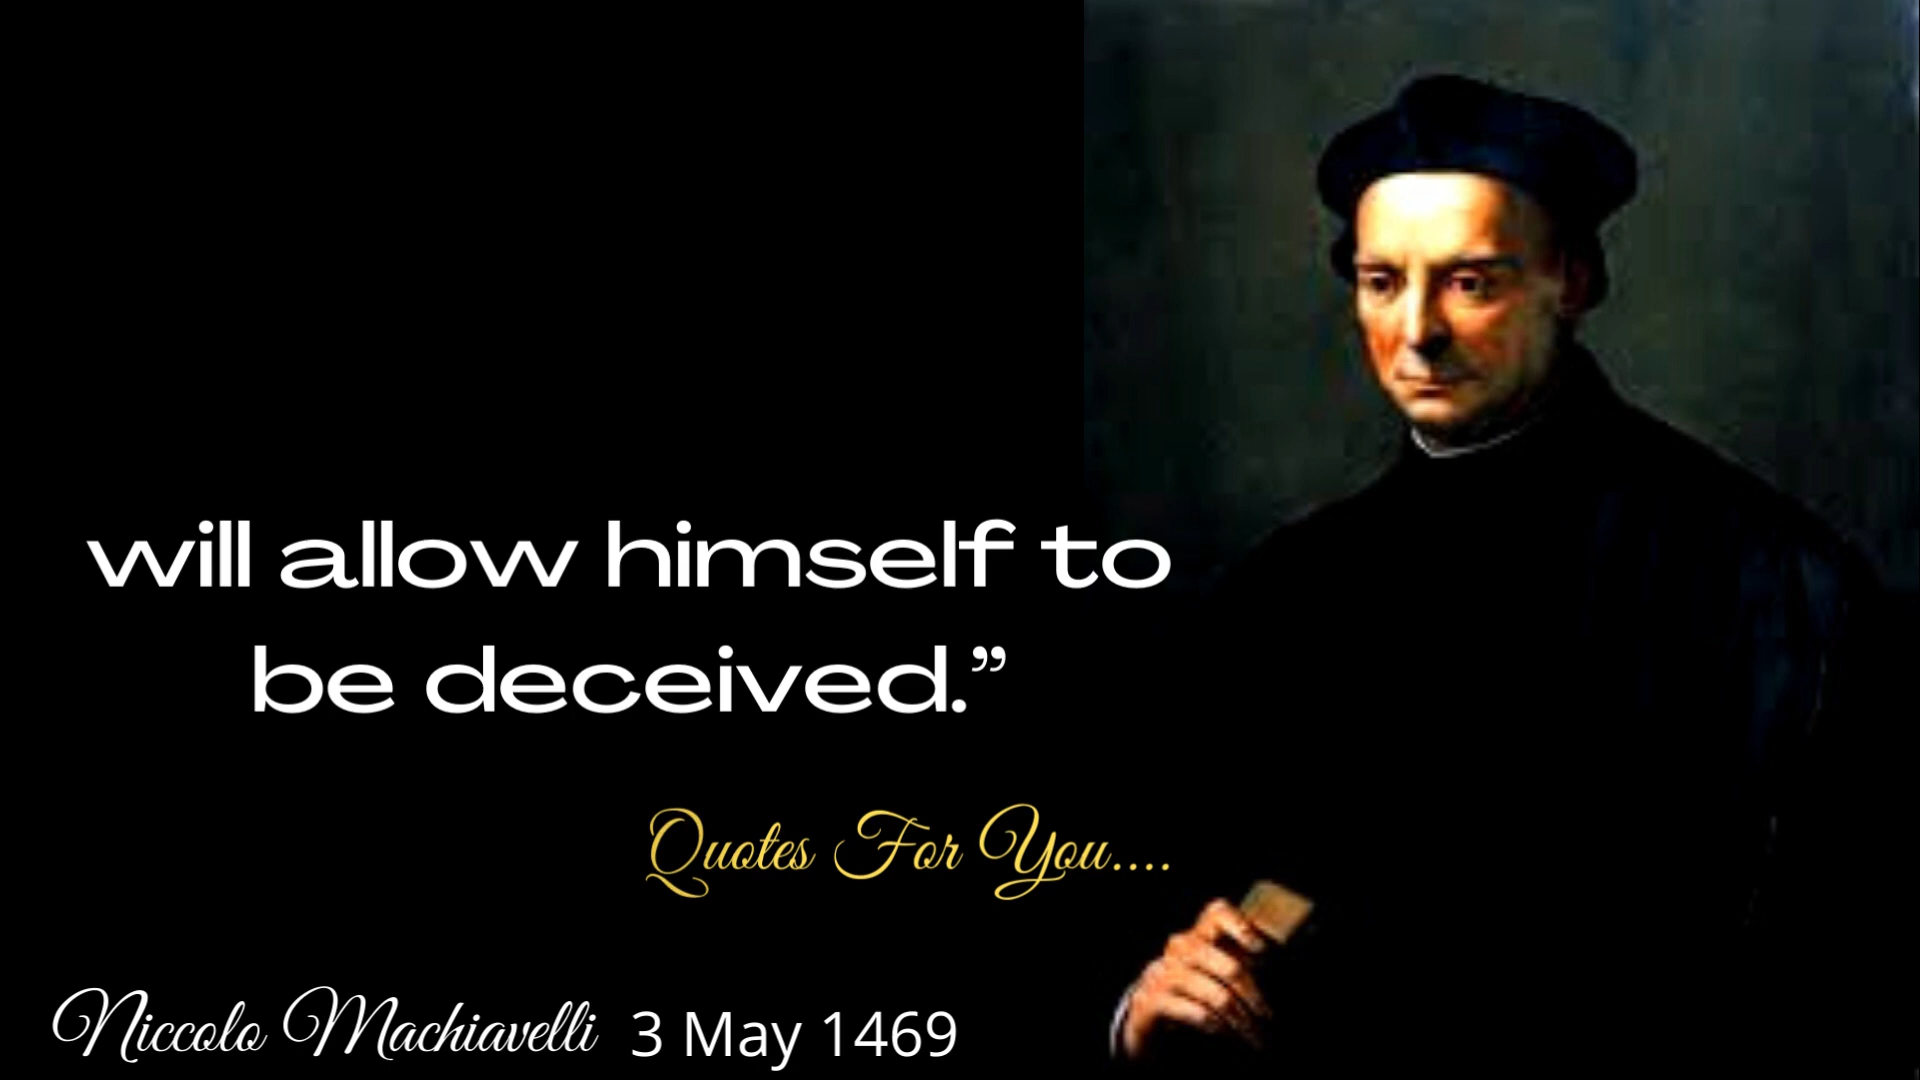 will allow himself to
be deceived.”
Quotes For You....
Niccolo Machiavelli 3 May 1469